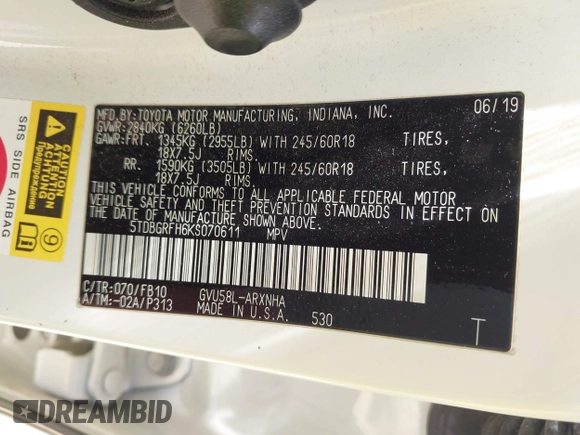 MFD.BY:TOYOTA MOTOR MANUFACTURING, INDIANA, INC. 06/19
GVWR:2840KG (6260LB)
GAWR:FRT. 1345KG (2955LB) WITH 245/60R18 TIRES,
18X7.5J RIMS.
RR. 1590KG (3505LB) WITH 245/60R18 TIRES,
18X7.5J RIMS.
THIS VEHICLE CONFORMS TO ALL APPLICABLE FEDERAL MOTOR
VEHICLE SAFETY AND THEFT PREVENTION STANDARDS IN EFFECT ON
THE DATE OF MANUFACTURE SHOWN ABOVE.
5TDBGRFH6KS070611 MPV
C/TR:070/FB10 GVU58L-ARXNHA
A/TM:-02A/P313 MADE IN U.S.A. 530 T
SRS SIDE AIRBAG
ACHTUNG
Предупреждение
9
DREAMBID